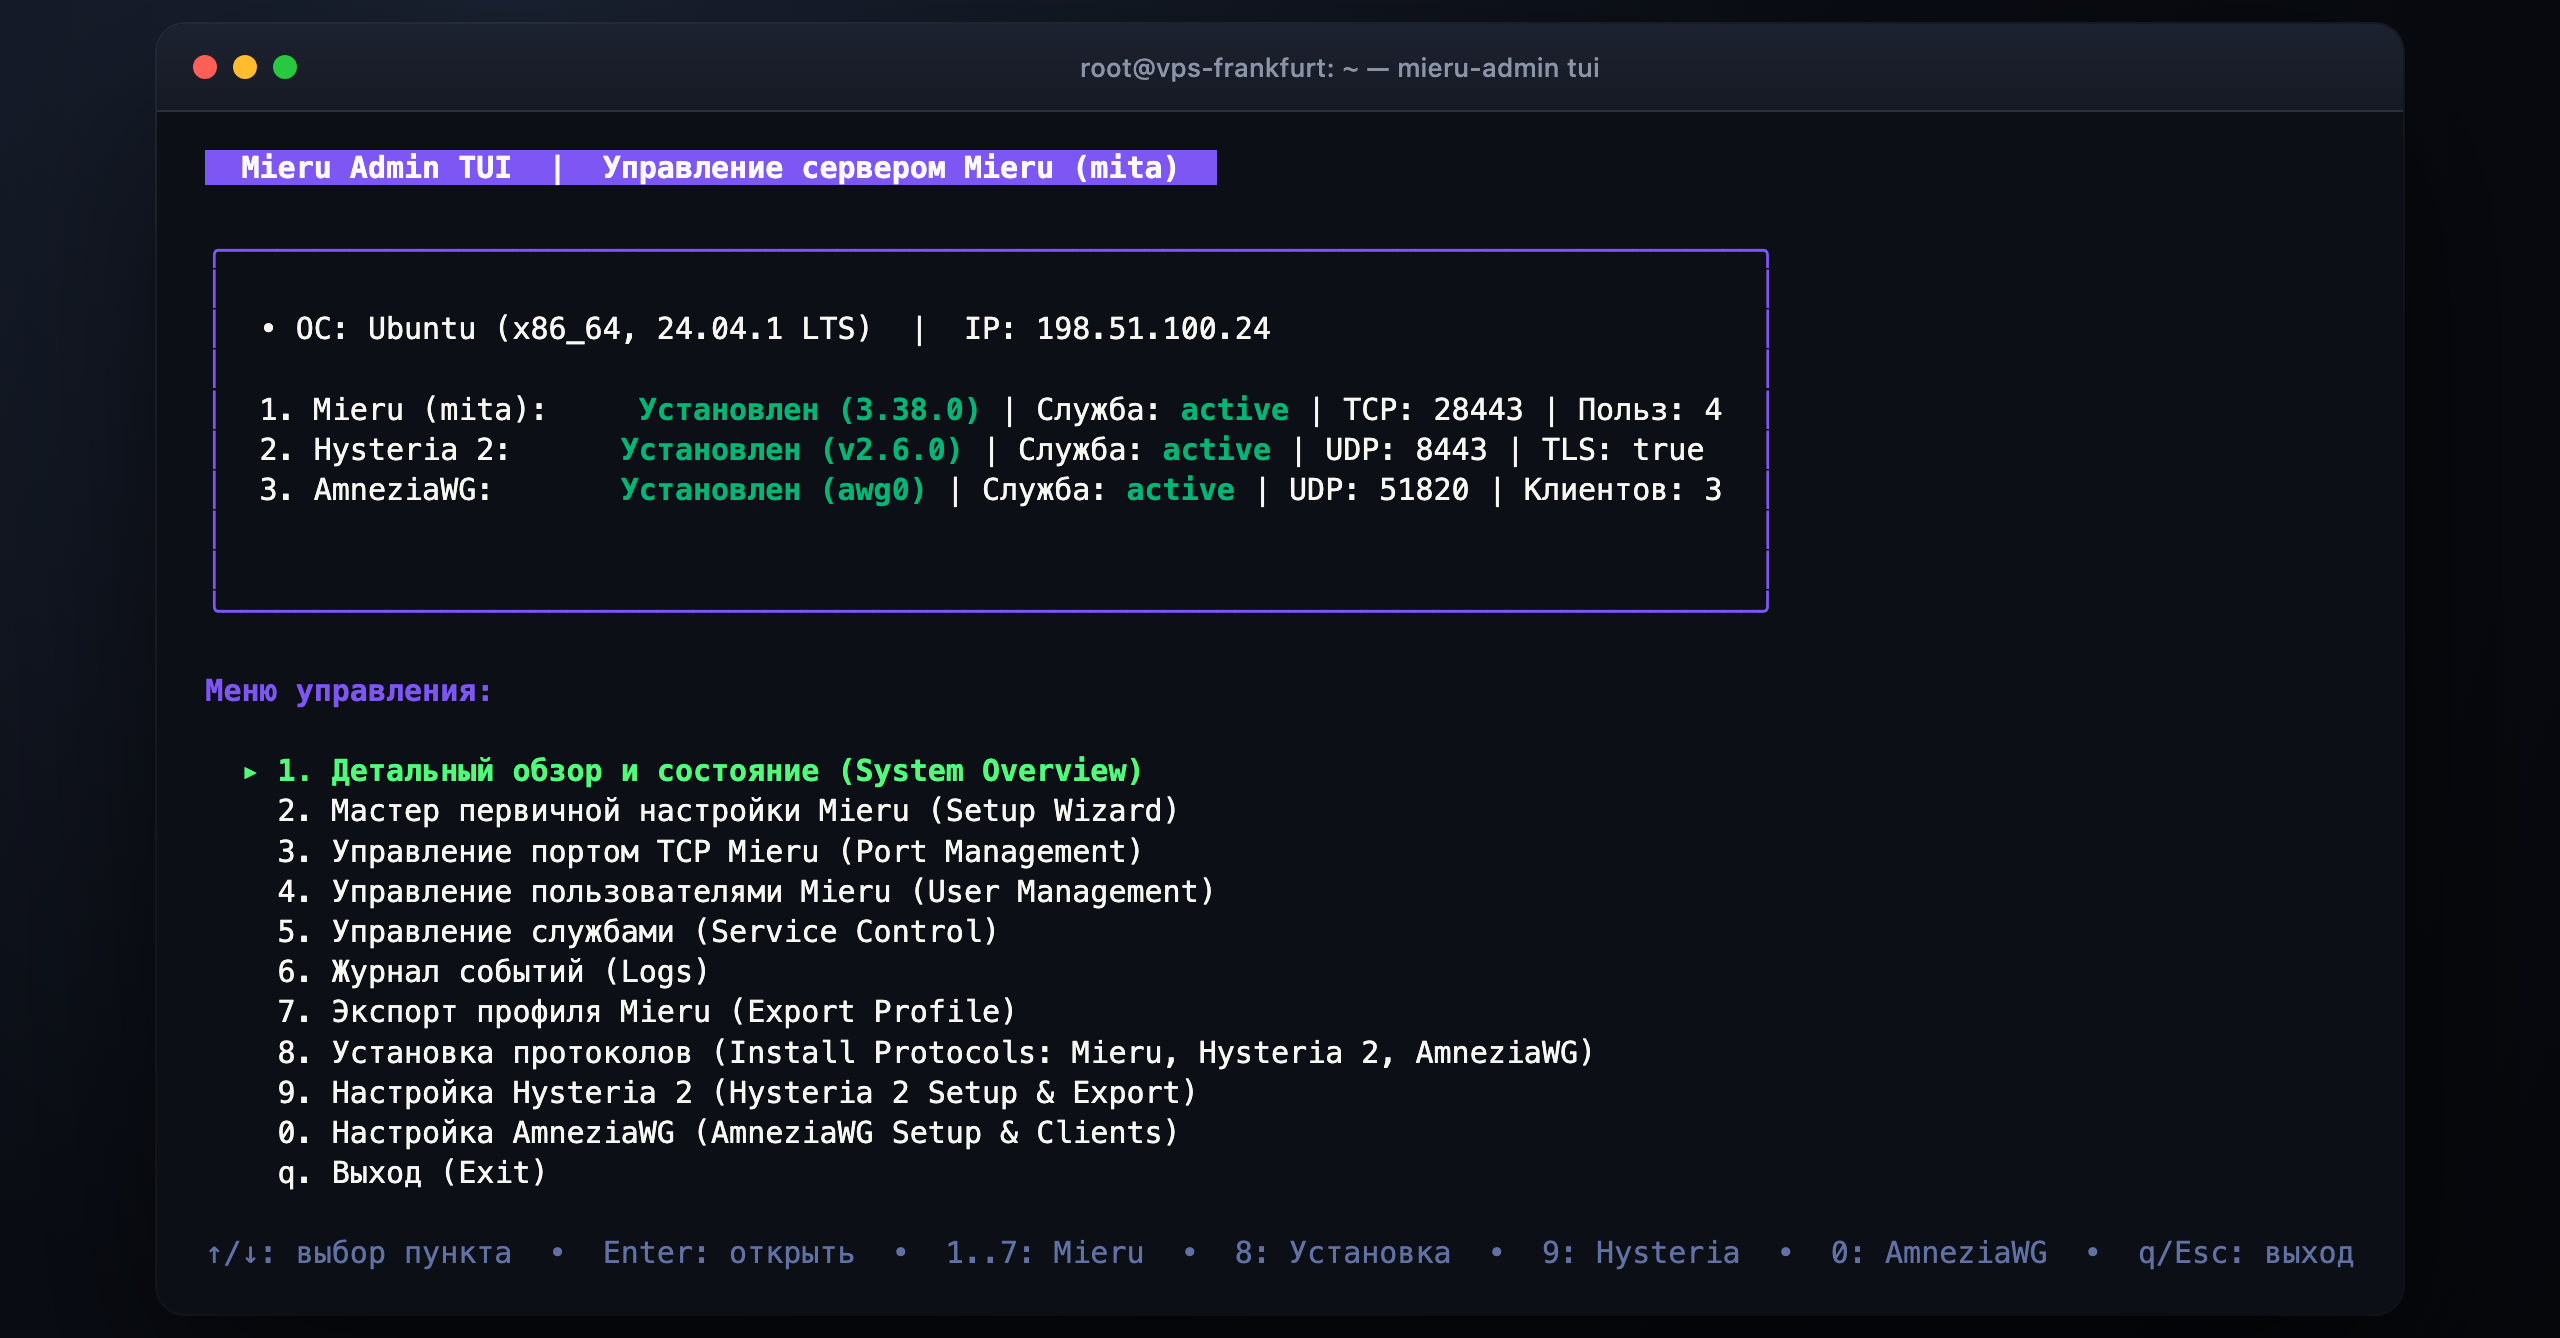 root@vps-frankfurt: ~ — mieru-admin tui
Mieru Admin TUI | Управление сервером Mieru (mita)
• ОС: Ubuntu (x86_64, 24.04.1 LTS) | IP: 198.51.100.24
1. Mieru (mita): Установлен (3.38.0) | Служба: active | TCP: 28443 | Польз: 4
2. Hysteria 2: Установлен (v2.6.0) | Служба: active | UDP: 8443 | TLS: true
3. AmneziaWG: Установлен (awg0) | Служба: active | UDP: 51820 | Клиентов: 3
Меню управления:
▸ 1. Детальный обзор и состояние (System Overview)
2. Мастер первичной настройки Mieru (Setup Wizard)
3. Управление портом TCP Mieru (Port Management)
4. Управление пользователями Mieru (User Management)
5. Управление службами (Service Control)
6. Журнал событий (Logs)
7. Экспорт профиля Mieru (Export Profile)
8. Установка протоколов (Install Protocols: Mieru, Hysteria 2, AmneziaWG)
9. Настройка Hysteria 2 (Hysteria 2 Setup & Export)
0. Настройка AmneziaWG (AmneziaWG Setup & Clients)
q. Выход (Exit)
↑/↓: выбор пункта • Enter: открыть • 1..7: Mieru • 8: Установка • 9: Hysteria • 0: AmneziaWG • q/Esc: выход